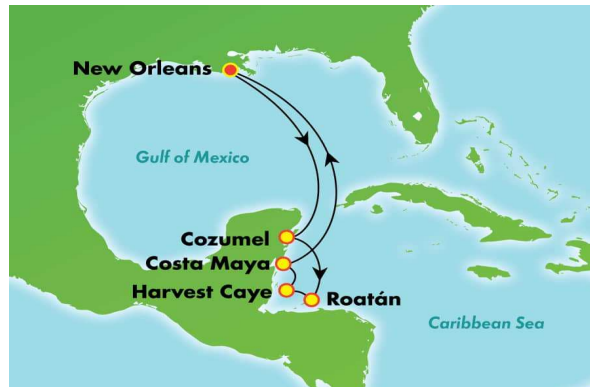 New Orleans
Gulf of Mexico
Cozumel
Costa Maya
Harvest Caye
Roatán
Caribbean Sea